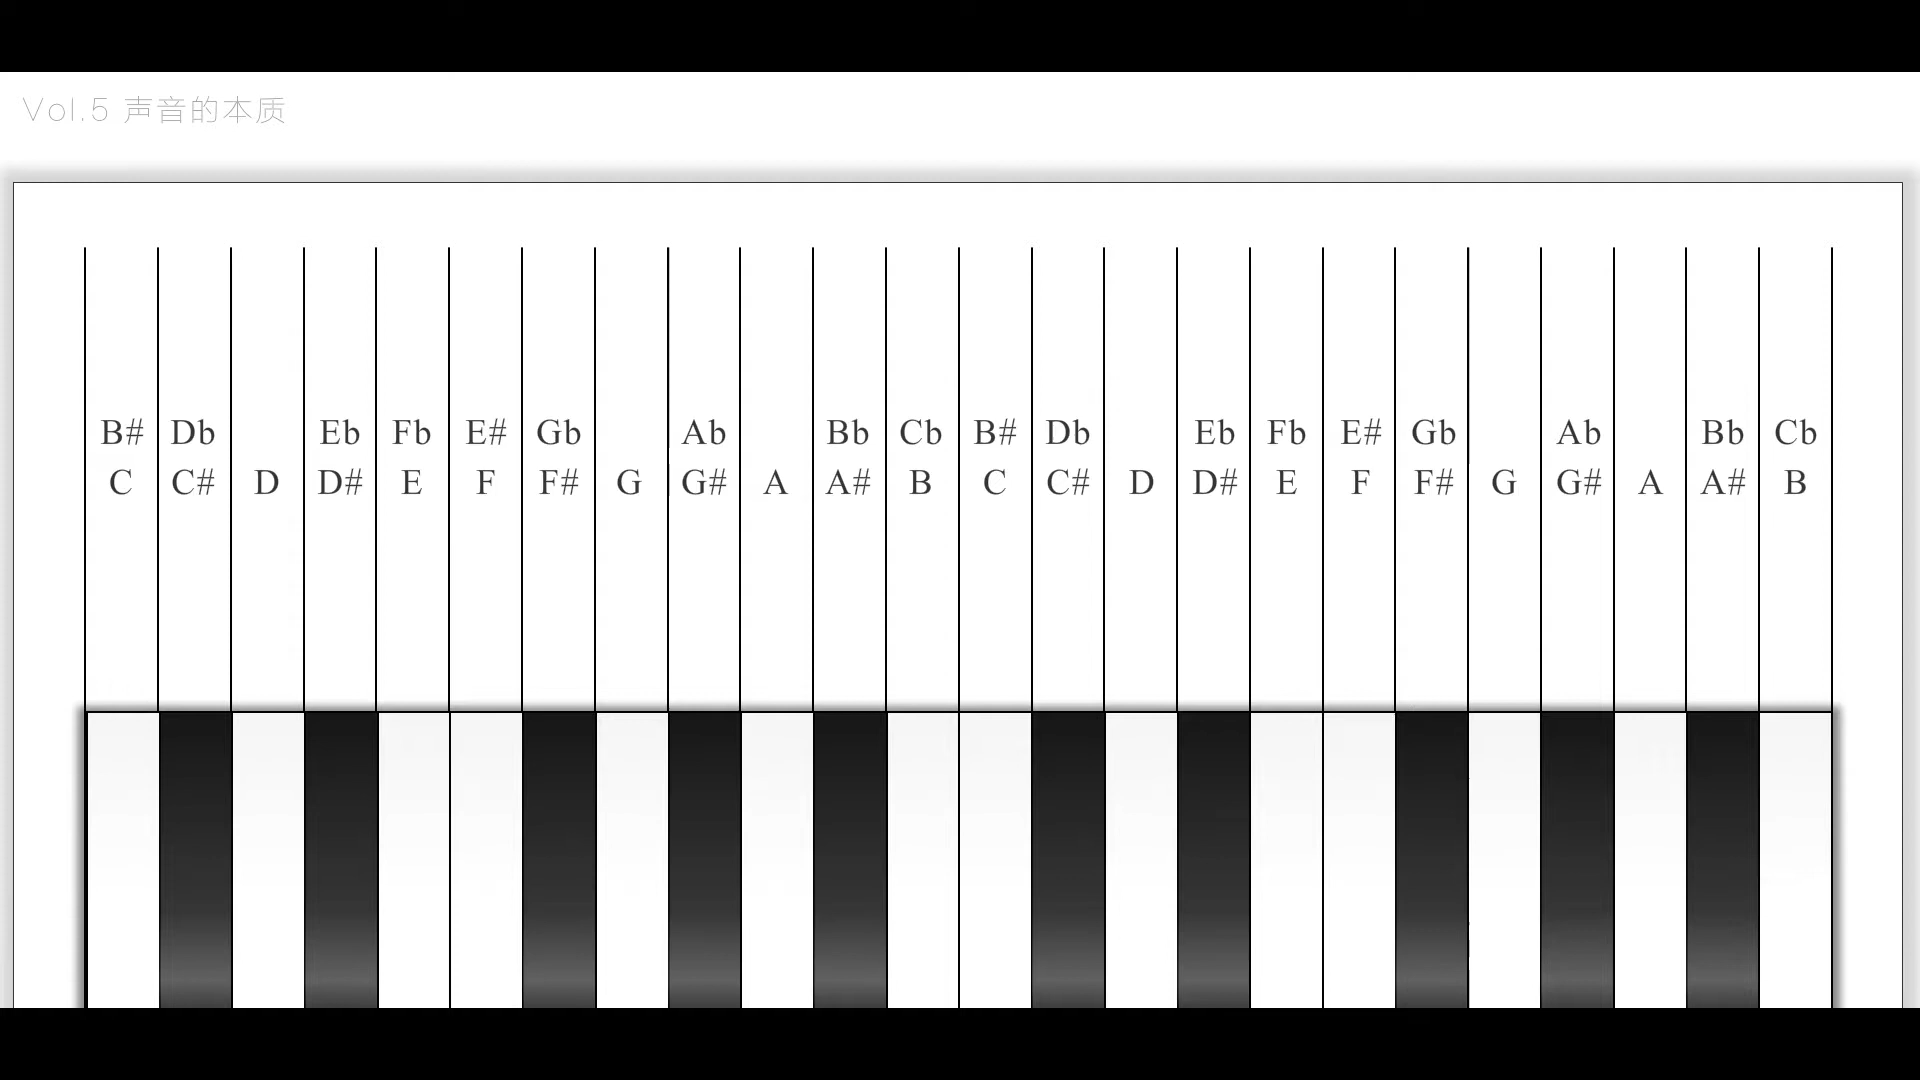 Vol.5 声音的本质
B# Db Eb Fb E# Gb Ab Bb Cb B# Db Eb Fb E# Gb Ab Bb Cb
C C# D D# E F F# G G# A A# B C C# D D# E F F# G G# A A# B